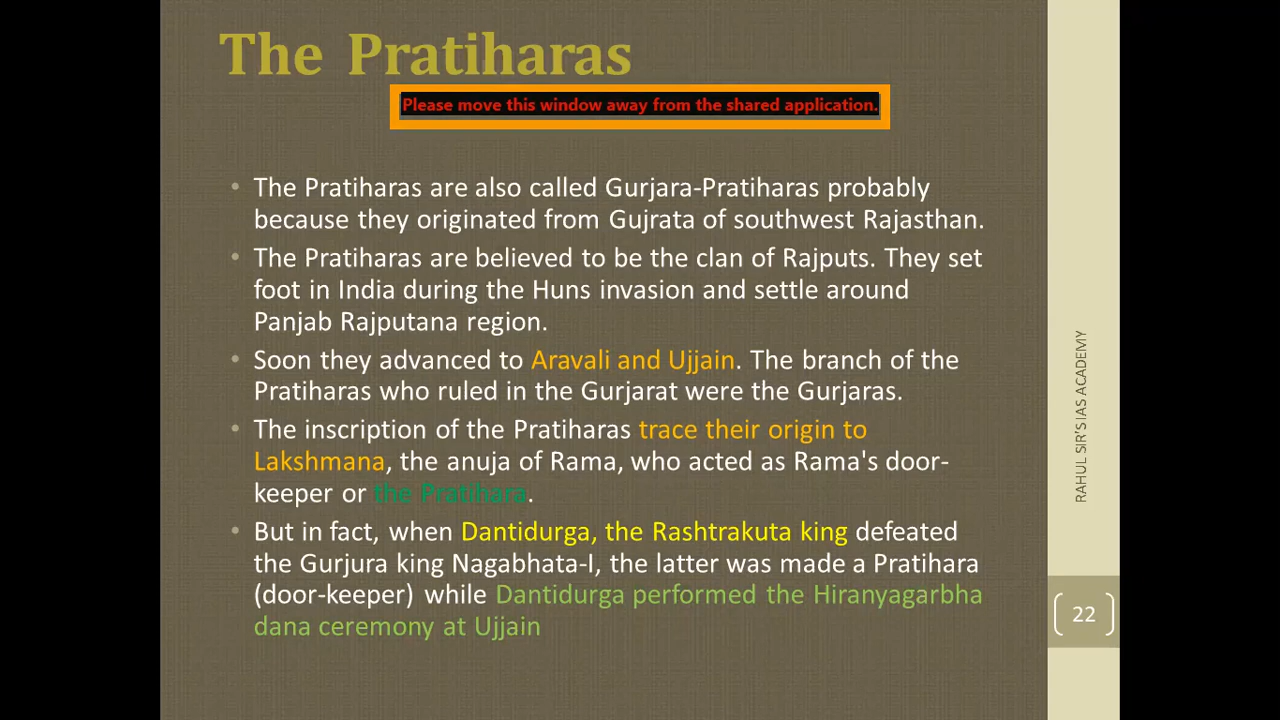 The Pratiharas
Please move this window away from the shared application.
• The Pratiharas are also called Gurjara-Pratiharas probably
because they originated from Gujrata of southwest Rajasthan.
• The Pratiharas are believed to be the clan of Rajputs. They set
foot in India during the Huns invasion and settle around
Panjab Rajputana region.
• Soon they advanced to Aravali and Ujjain. The branch of the
Pratiharas who ruled in the Gurjarat were the Gurjaras.
• The inscription of the Pratiharas trace their origin to
Lakshmana, the anuja of Rama, who acted as Rama's door-
keeper or the Pratihara.
• But in fact, when Dantidurga, the Rashtrakuta king defeated
the Gurjura king Nagabhata-I, the latter was made a Pratihara
(door-keeper) while Dantidurga performed the Hiranyagarbha
dana ceremony at Ujjain
RAHUL SIR'S IAS ACADEMY
22